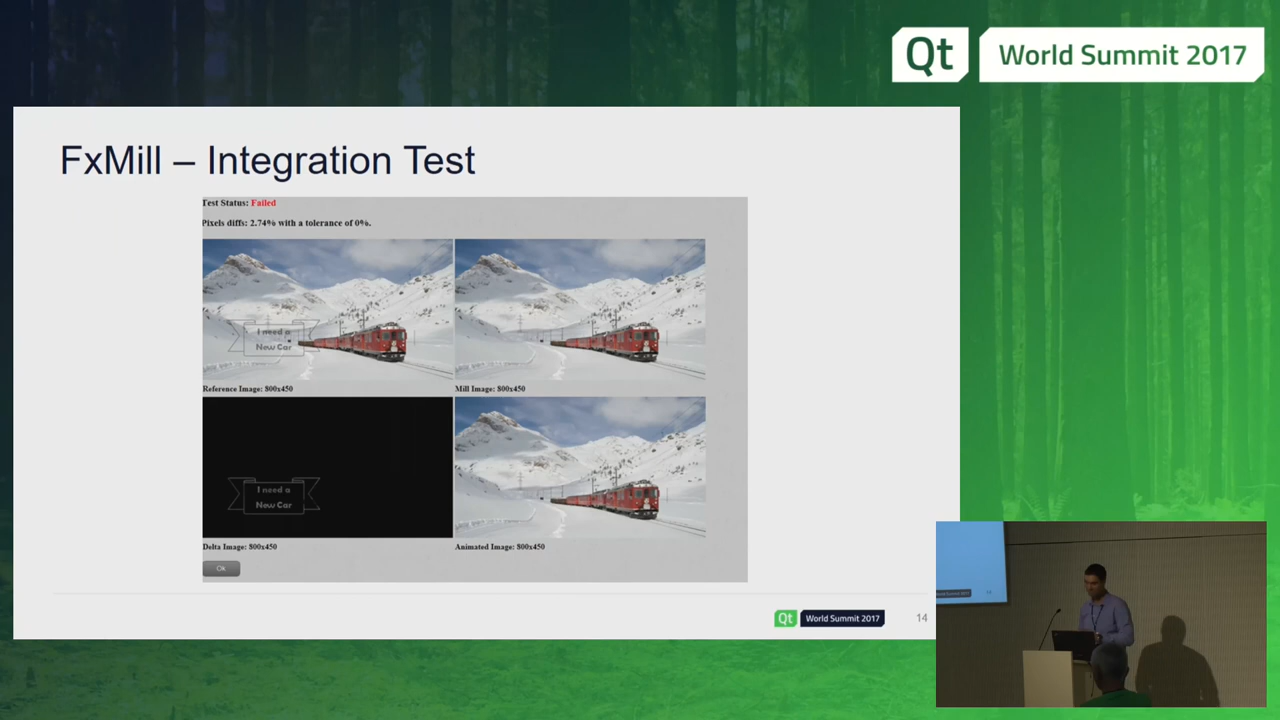 Qt World Summit 2017
FxMill – Integration Test
Test Status: Failed
Pixels diffs: 2.74% with a tolerance of 0%.
I need a
New Car
Reference Image: 800x450
Mill Image: 800x450
I need a
New Car
Delta Image: 800x450
Animated Image: 800x450
Ok
Qt World Summit 2017
14